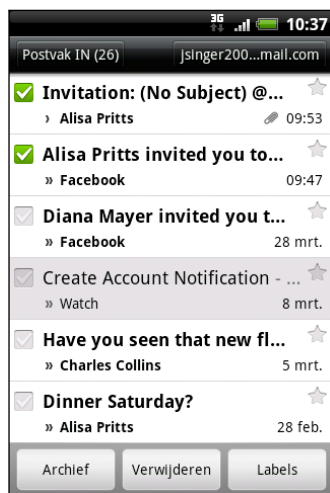 3G 10:37
Postvak IN (26) jsinger200...mail.com
Invitation: (No Subject) @...
› Alisa Pritts 09:53
Alisa Pritts invited you to...
» Facebook 09:47
Diana Mayer invited you t...
» Facebook 28 mrt.
Create Account Notification - ...
» Watch 8 mrt.
Have you seen that new fl...
» Charles Collins 5 mrt.
Dinner Saturday?
» Alisa Pritts 28 feb.
Archief Verwijderen Labels